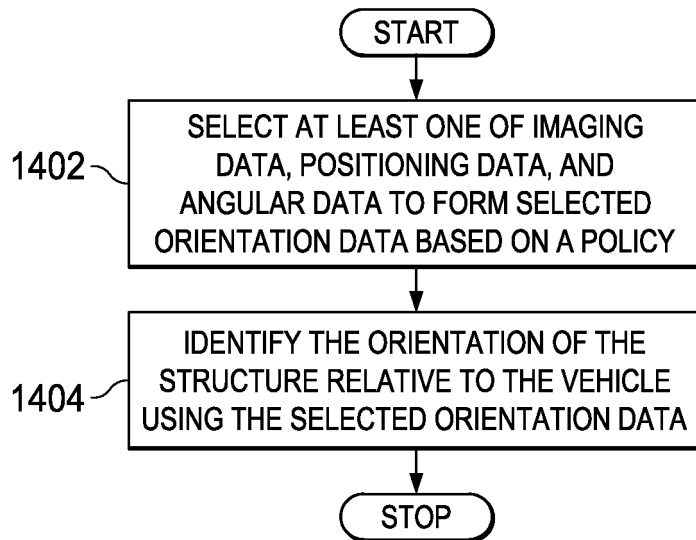 START
1402
SELECT AT LEAST ONE OF IMAGING
DATA, POSITIONING DATA, AND
ANGULAR DATA TO FORM SELECTED
ORIENTATION DATA BASED ON A POLICY
1404
IDENTIFY THE ORIENTATION OF THE
STRUCTURE RELATIVE TO THE VEHICLE
USING THE SELECTED ORIENTATION DATA
STOP